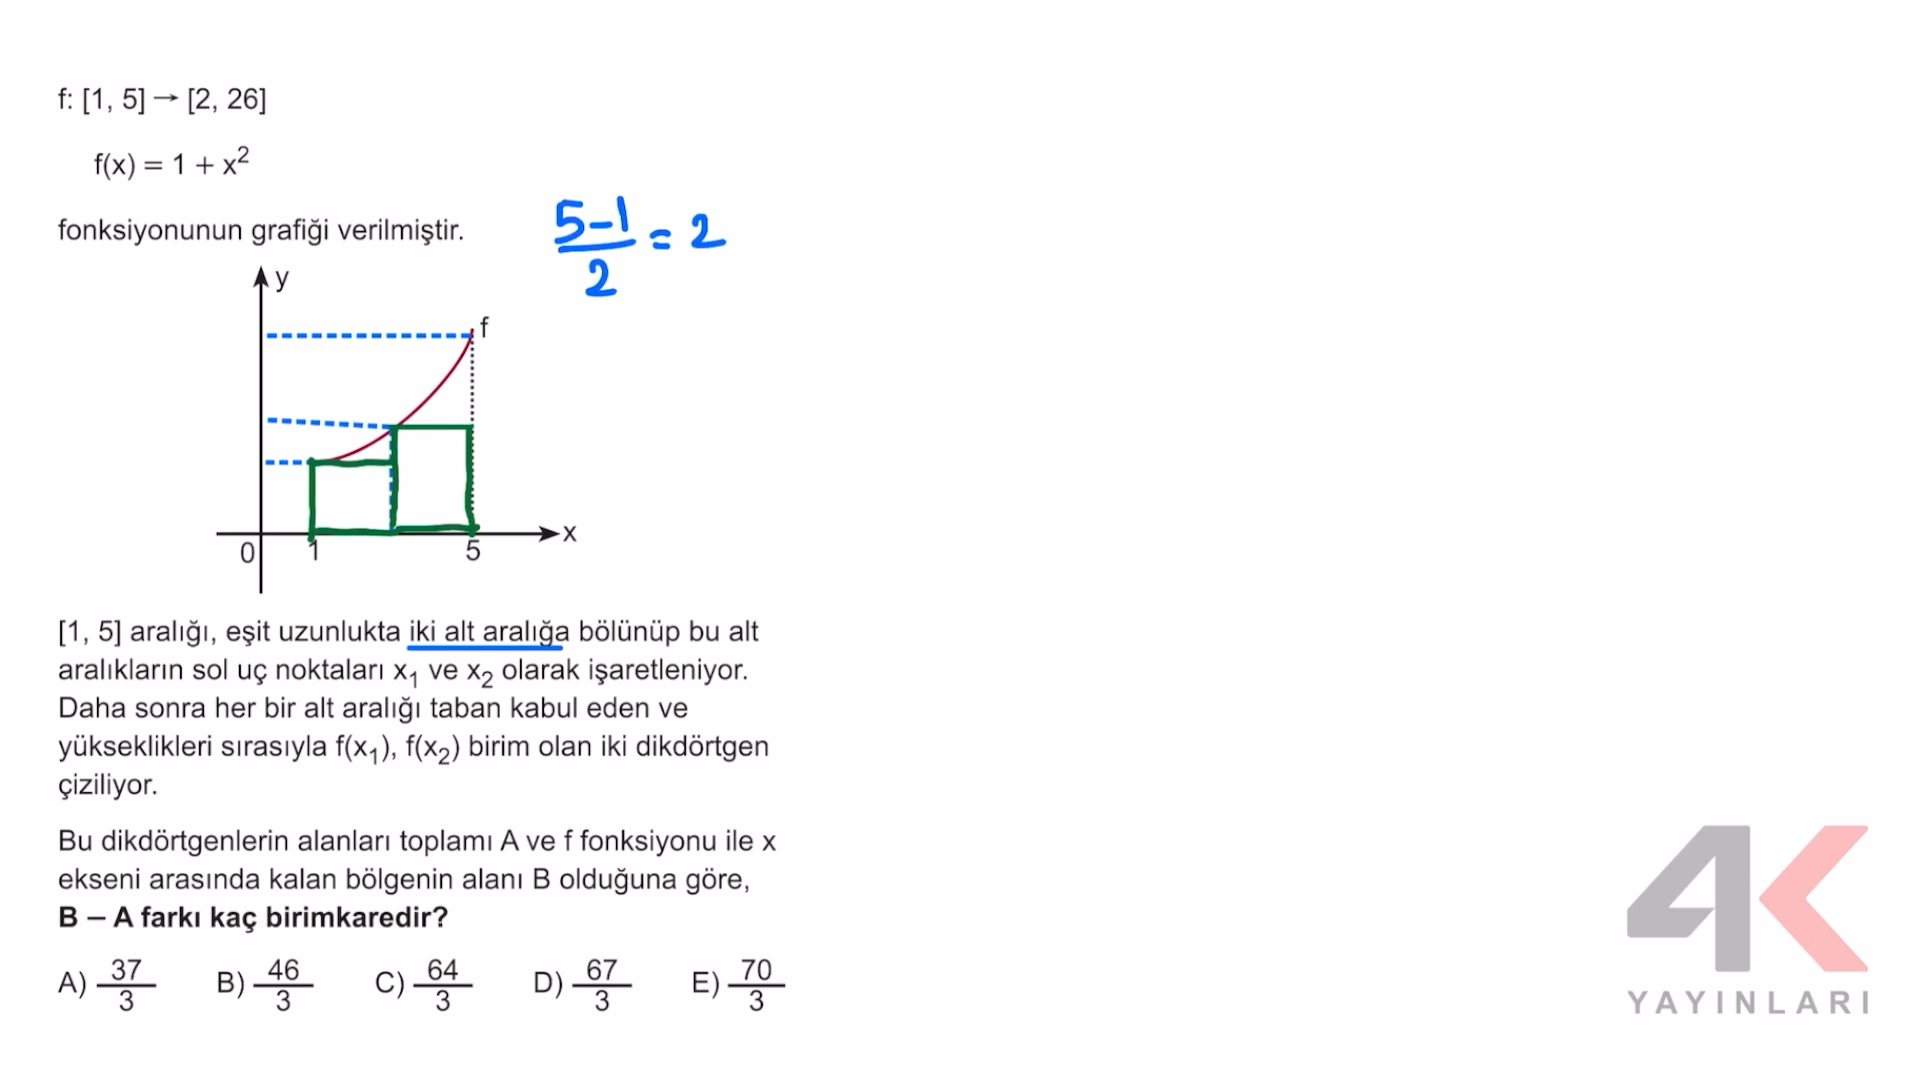 f: [1, 5] → [2, 26]
f(x) = 1 + x²
fonksiyonunun grafiği verilmiştir.
5-1/2 = 2
y
f
x
0
1
5
[1, 5] aralığı, eşit uzunlukta iki alt aralığa bölünüp bu alt
aralıkların sol uç noktaları x₁ ve x₂ olarak işaretleniyor.
Daha sonra her bir alt aralığı taban kabul eden ve
yükseklikleri sırasıyla f(x₁), f(x₂) birim olan iki dikdörtgen
çiziliyor.
Bu dikdörtgenlerin alanları toplamı A ve f fonksiyonu ile x
ekseni arasında kalan bölgenin alanı B olduğuna göre,
B – A farkı kaç birimkaredir?
A) 37/3 B) 46/3 C) 64/3 D) 67/3 E) 70/3
4K
YAYINLARI